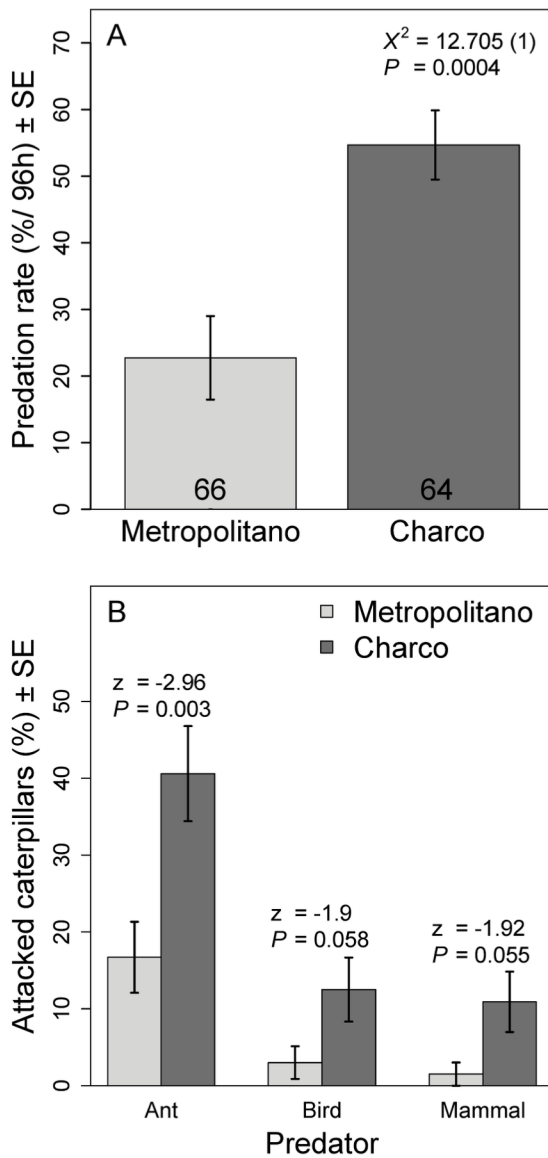 A
X² = 12.705 (1)
P = 0.0004
Predation rate (%/ 96h) ± SE
70
60
50
40
30
20
10
0
66
64
Metropolitano
Charco
B
Metropolitano
Charco
Attacked caterpillars (%) ± SE
50
40
30
20
10
0
z = -2.96
P = 0.003
z = -1.9
P = 0.058
z = -1.92
P = 0.055
Ant
Bird
Mammal
Predator